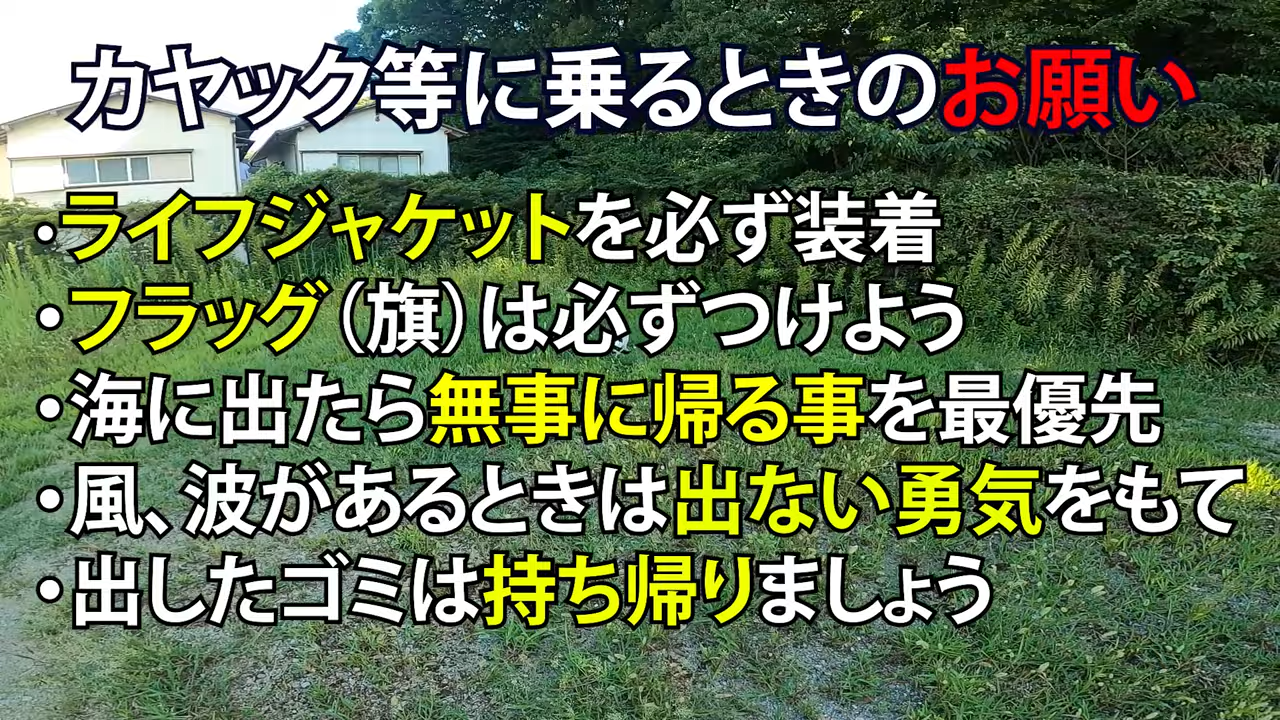 カヤック等に乗るときのお願い
・ライフジャケットを必ず装着
・フラッグ（旗）は必ずつけよう
・海に出たら無事に帰る事を最優先
・風、波があるときは出ない勇気をもて
・出したゴミは持ち帰りましょう